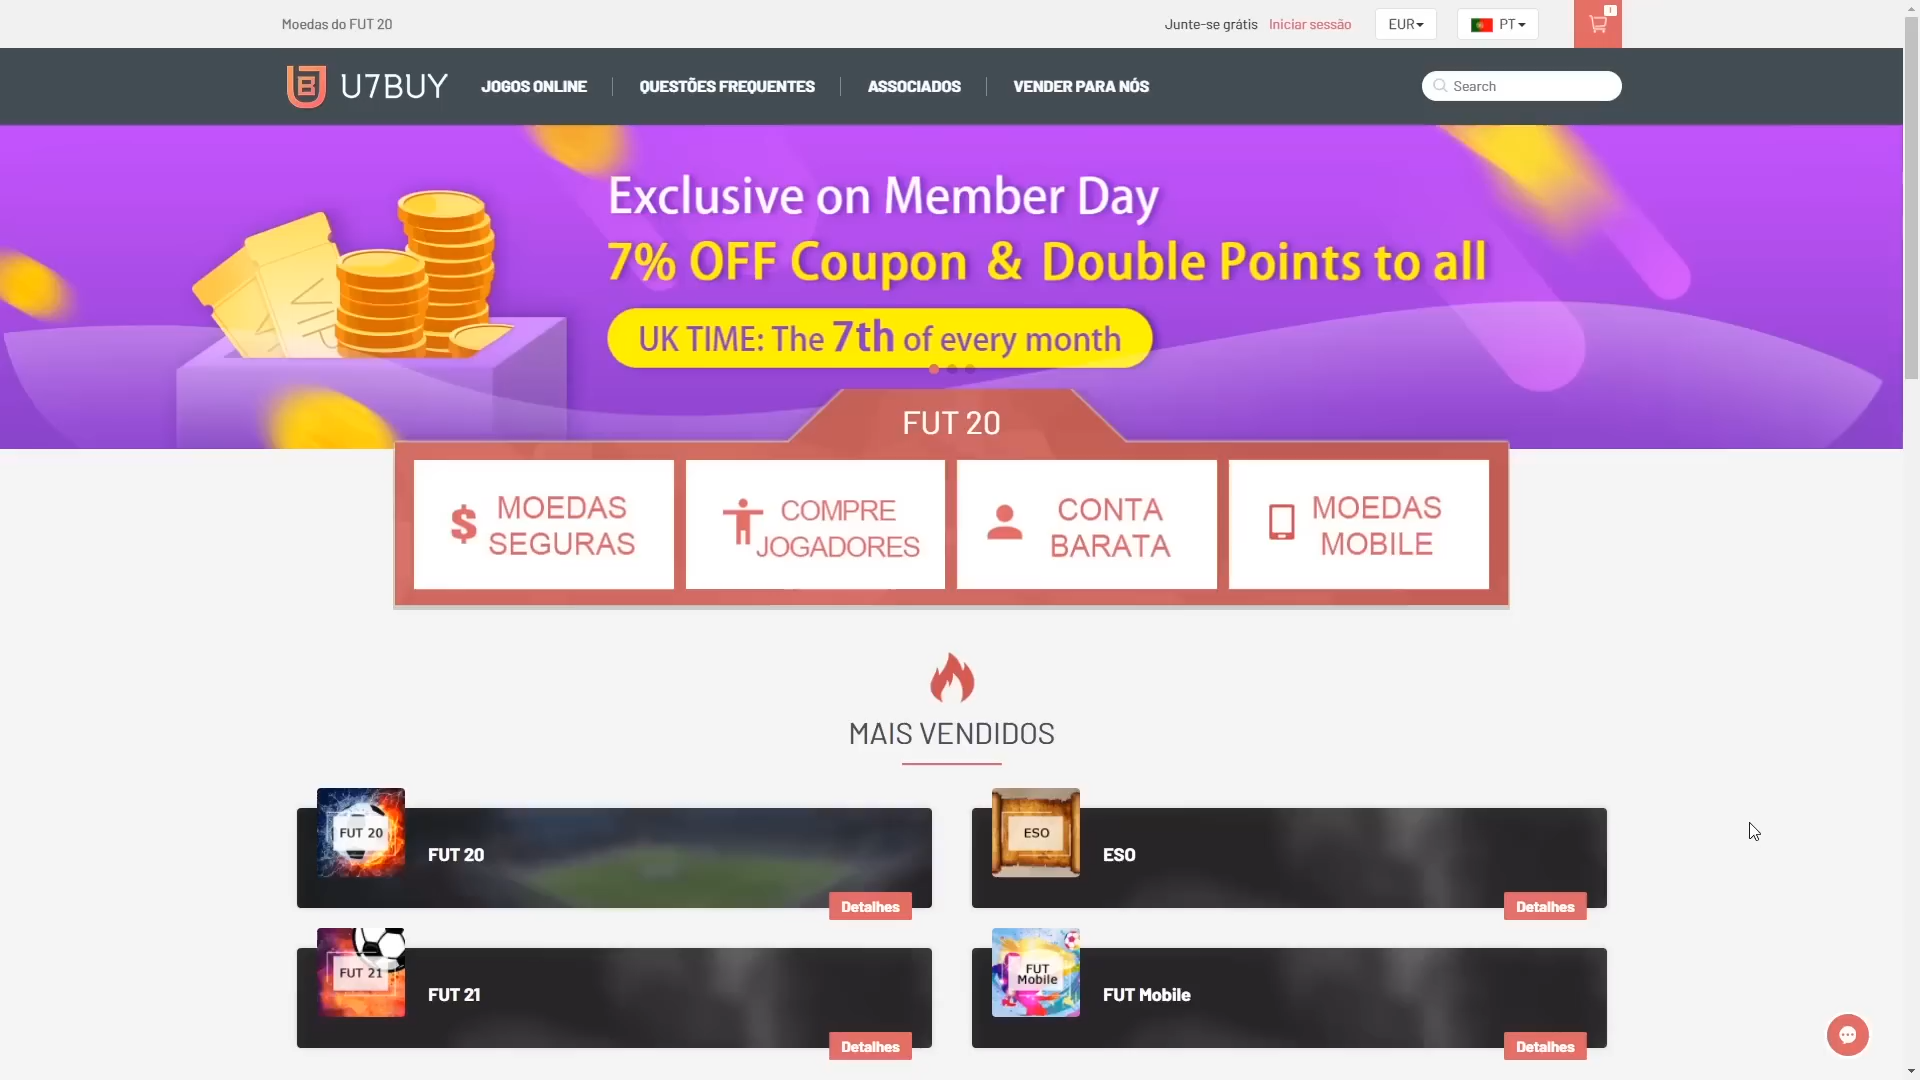 Moedas do FUT 20
Junte-se grátis Iniciar sessão EUR PT
U7BUY JOGOS ONLINE QUESTÕES FREQUENTES ASSOCIADOS VENDER PARA NÓS Search
Exclusive on Member Day
7% OFF Coupon & Double Points to all
VIP
UK TIME: The 7th of every month
FUT 20
MOEDAS
SEGURAS
COMPRE
JOGADORES
CONTA
BARATA
MOEDAS
MOBILE
MAIS VENDIDOS
FUT 20
FUT 20
Detalhes
ESO
ESO
Detalhes
FUT 21
FUT 21
Detalhes
FUT
Mobile
FUT Mobile
Detalhes